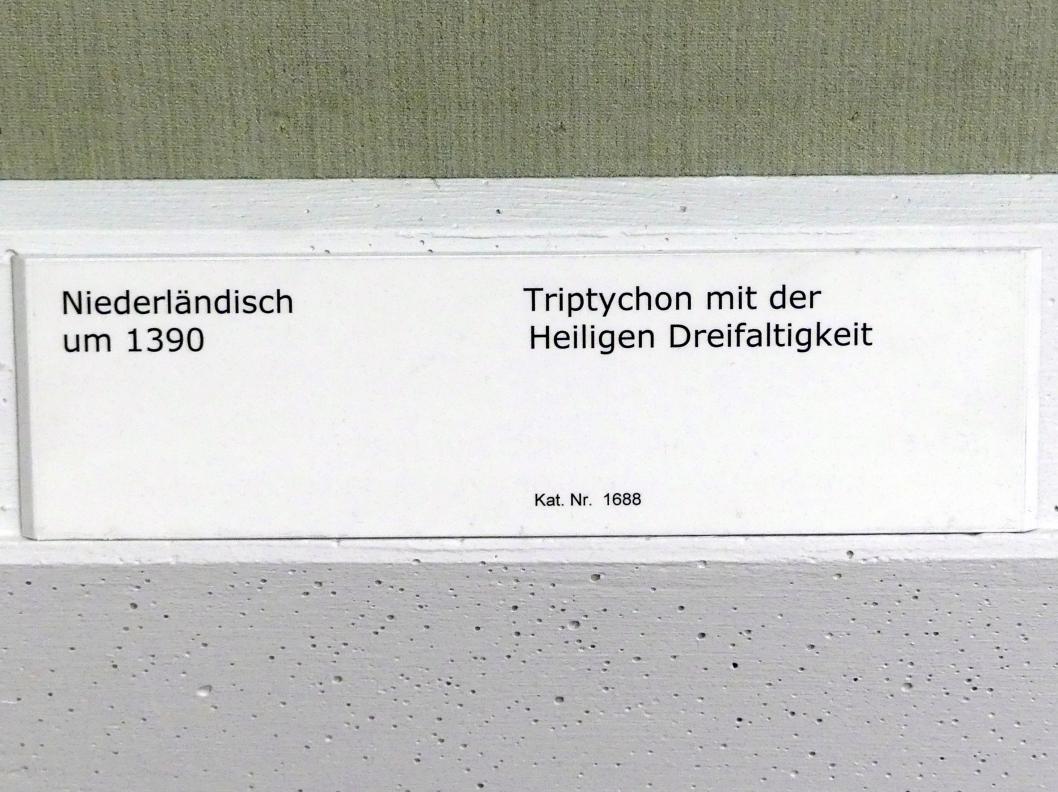 Niederländisch
um 1390
Triptychon mit der
Heiligen Dreifaltigkeit
Kat. Nr. 1688